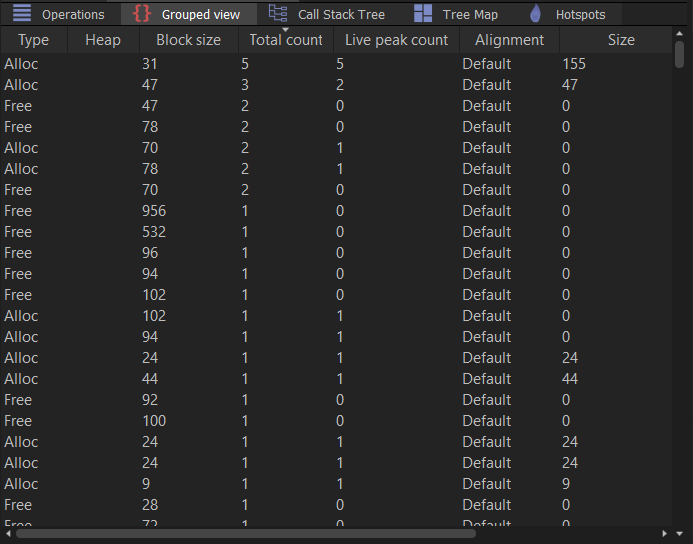 Operations Grouped view Call Stack Tree Tree Map Hotspots
Type Heap Block size Total count Live peak count Alignment Size
Alloc 31 5 5 Default 155
Alloc 47 3 2 Default 47
Free 47 2 0 Default 0
Free 78 2 0 Default 0
Alloc 70 2 1 Default 0
Alloc 78 2 1 Default 0
Free 70 2 0 Default 0
Free 956 1 0 Default 0
Free 532 1 0 Default 0
Free 96 1 0 Default 0
Free 94 1 0 Default 0
Free 102 1 0 Default 0
Alloc 102 1 1 Default 0
Alloc 94 1 1 Default 0
Alloc 24 1 1 Default 24
Alloc 44 1 1 Default 44
Free 92 1 0 Default 0
Free 100 1 0 Default 0
Alloc 24 1 1 Default 24
Alloc 24 1 1 Default 24
Alloc 9 1 1 Default 9
Free 28 1 0 Default 0
Free 72 1 0 Default 0